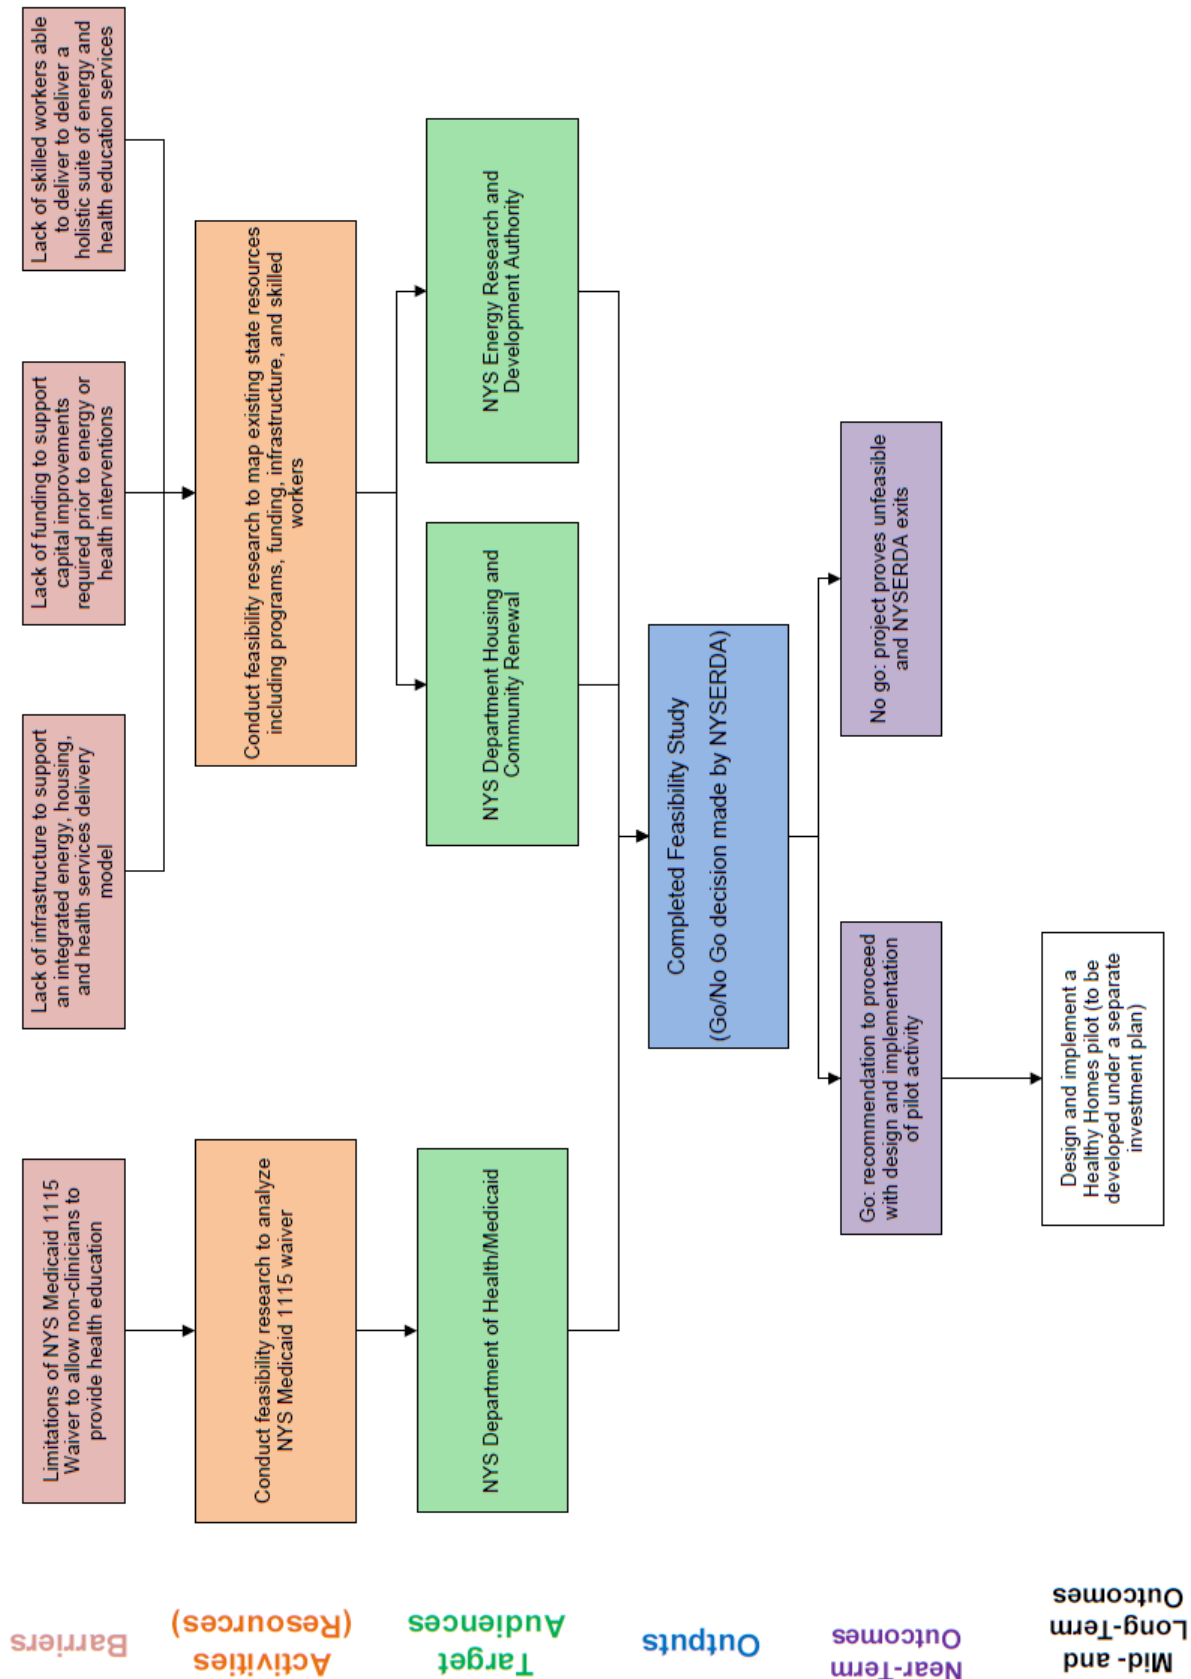 Barriers
Limitations of NYS Medicaid 1115
Waiver to allow non-clinicians to
provide health education
Lack of infrastructure to support
an integrated energy, housing,
and health services delivery
model
Lack of funding to support
capital improvements
required prior to energy or
health interventions
Lack of skilled workers able
to deliver to deliver a
holistic suite of energy and
health education services
Activities
(Resources)
Conduct feasibility research to analyze
NYS Medicaid 1115 waiver
Conduct feasibility research to map existing state resources
including programs, funding, infrastructure, and skilled
workers
Target
Audiences
NYS Department of Health/Medicaid
NYS Department Housing and
Community Renewal
NYS Energy Research and
Development Authority
Outputs
Completed Feasibility Study
(Go/No Go decision made by NYSERDA)
Near-Term
Outcomes
Go: recommendation to proceed
with design and implementation
of pilot activity
No go: project proves unfeasible
and NYSERDA exits
Mid- and
Long-Term
Outcomes
Design and implement a
Healthy Homes pilot (to be
developed under a separate
investment plan)